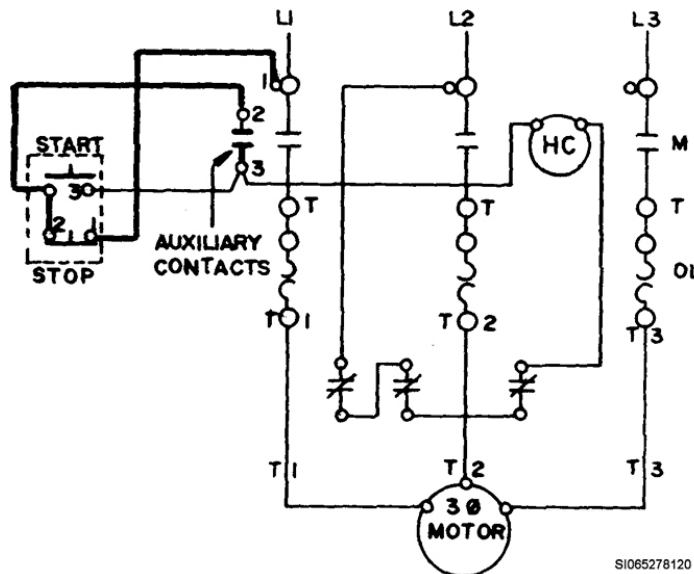 L1 L2 L3
1
2
START
HC
M
3
3
T T T
2 1
AUXILIARY
CONTACTS
OL
STOP
T 1 T 2 T 3
T 1 T 2 T 3
3 Ø
MOTOR
SI065278120